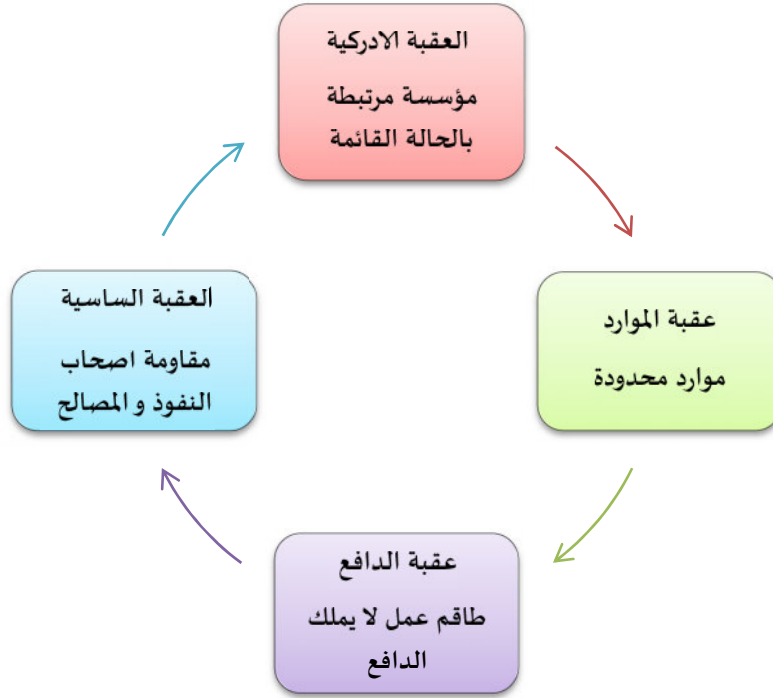 العقبة الادركية
مؤسسة مرتبطة
بالحالة القائمة
عقبة الموارد
موارد محدودة
عقبة الدافع
طاقم عمل لا يملك
الدافع
العقبة الساسية
مقاومة اصحاب
النفوذ و المصالح